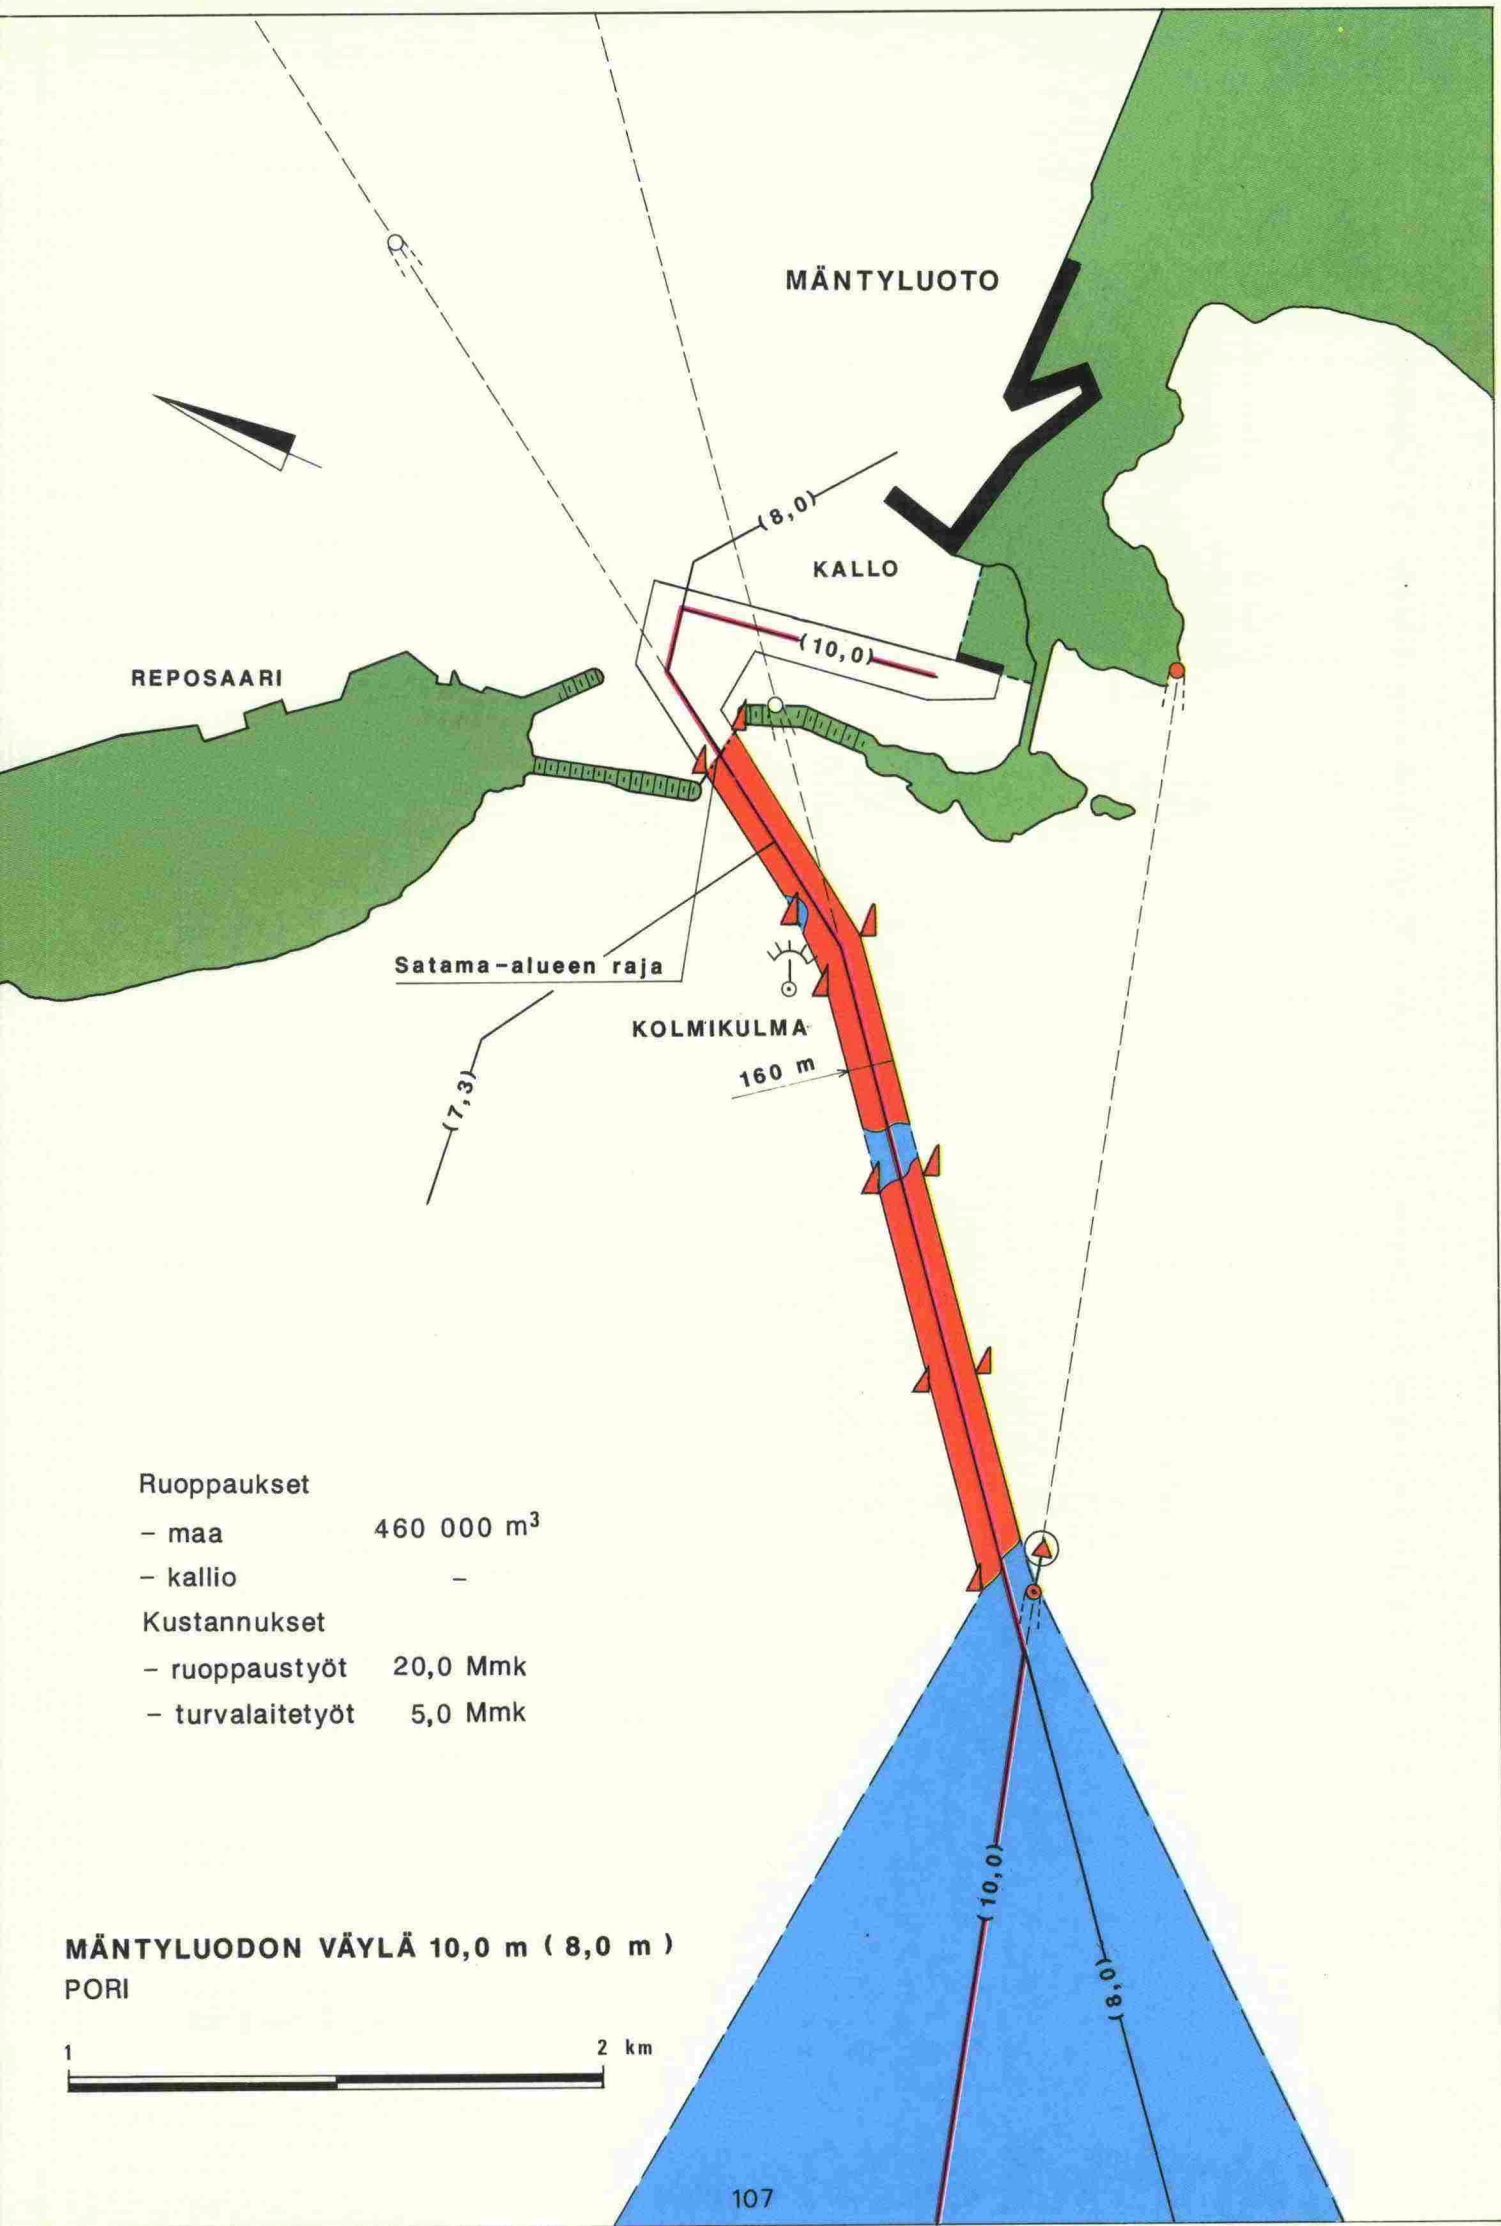 MÄNTYLUOTO
(8,0)
KALLO
(10,0)
REPOSAARI
Satama-alueen raja
KOLMIKULMA
160 m
(7,3)
Ruoppaukset
- maa 460 000 m³
- kallio -
Kustannukset
- ruoppaustyöt 20,0 Mmk
- turvalaitetyöt 5,0 Mmk
(10,0)
(8,0)
MÄNTYLUODON VÄYLÄ 10,0 m ( 8,0 m )
PORI
1 2 km
107